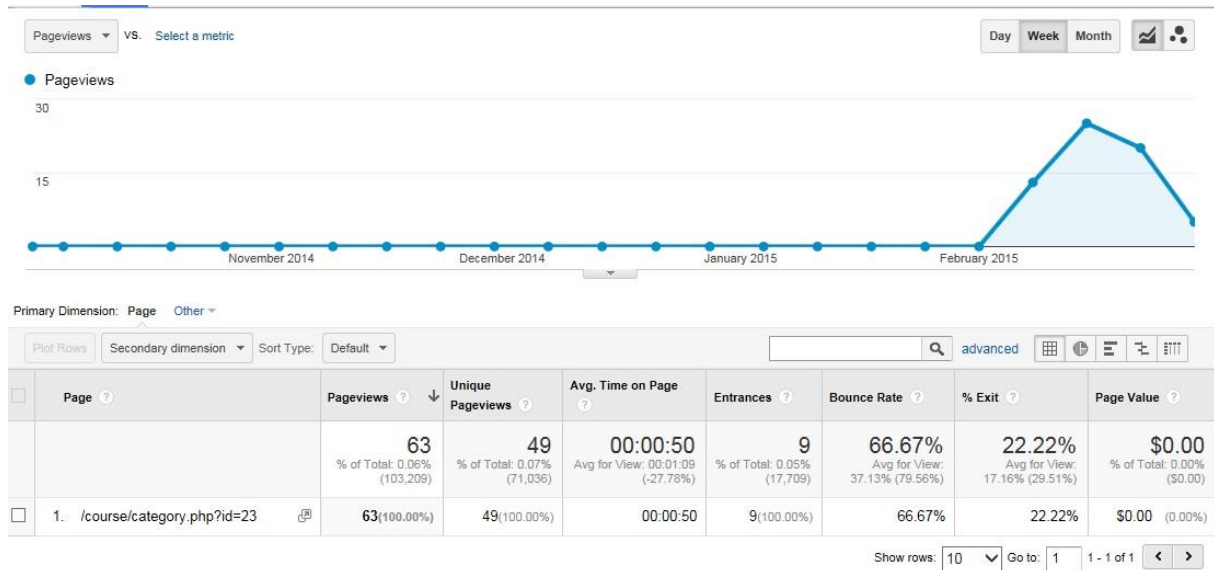 Pageviews VS. Select a metric Day Week Month
Pageviews
30
15
November 2014 December 2014 January 2015 February 2015
Primary Dimension: Page Other
Plot Rows Secondary dimension Sort Type: Default advanced
Page ? Pageviews ? Unique Pageviews ? Avg. Time on Page ? Entrances ? Bounce Rate ? % Exit ? Page Value ?
63 49 00:00:50 9 66.67% 22.22% $0.00
% of Total: 0.06% % of Total: 0.07% Avg for View: 00:01:09 % of Total: 0.05% Avg for View: Avg for View: % of Total: 0.00%
(103,209) (71,036) (-27.78%) (17,709) 37.13% (79.56%) 17.16% (29.51%) ($0.00)
1. /course/category.php?id=23 63(100.00%) 49(100.00%) 00:00:50 9(100.00%) 66.67% 22.22% $0.00 (0.00%)
Show rows: 10 Go to: 1 1 - 1 of 1